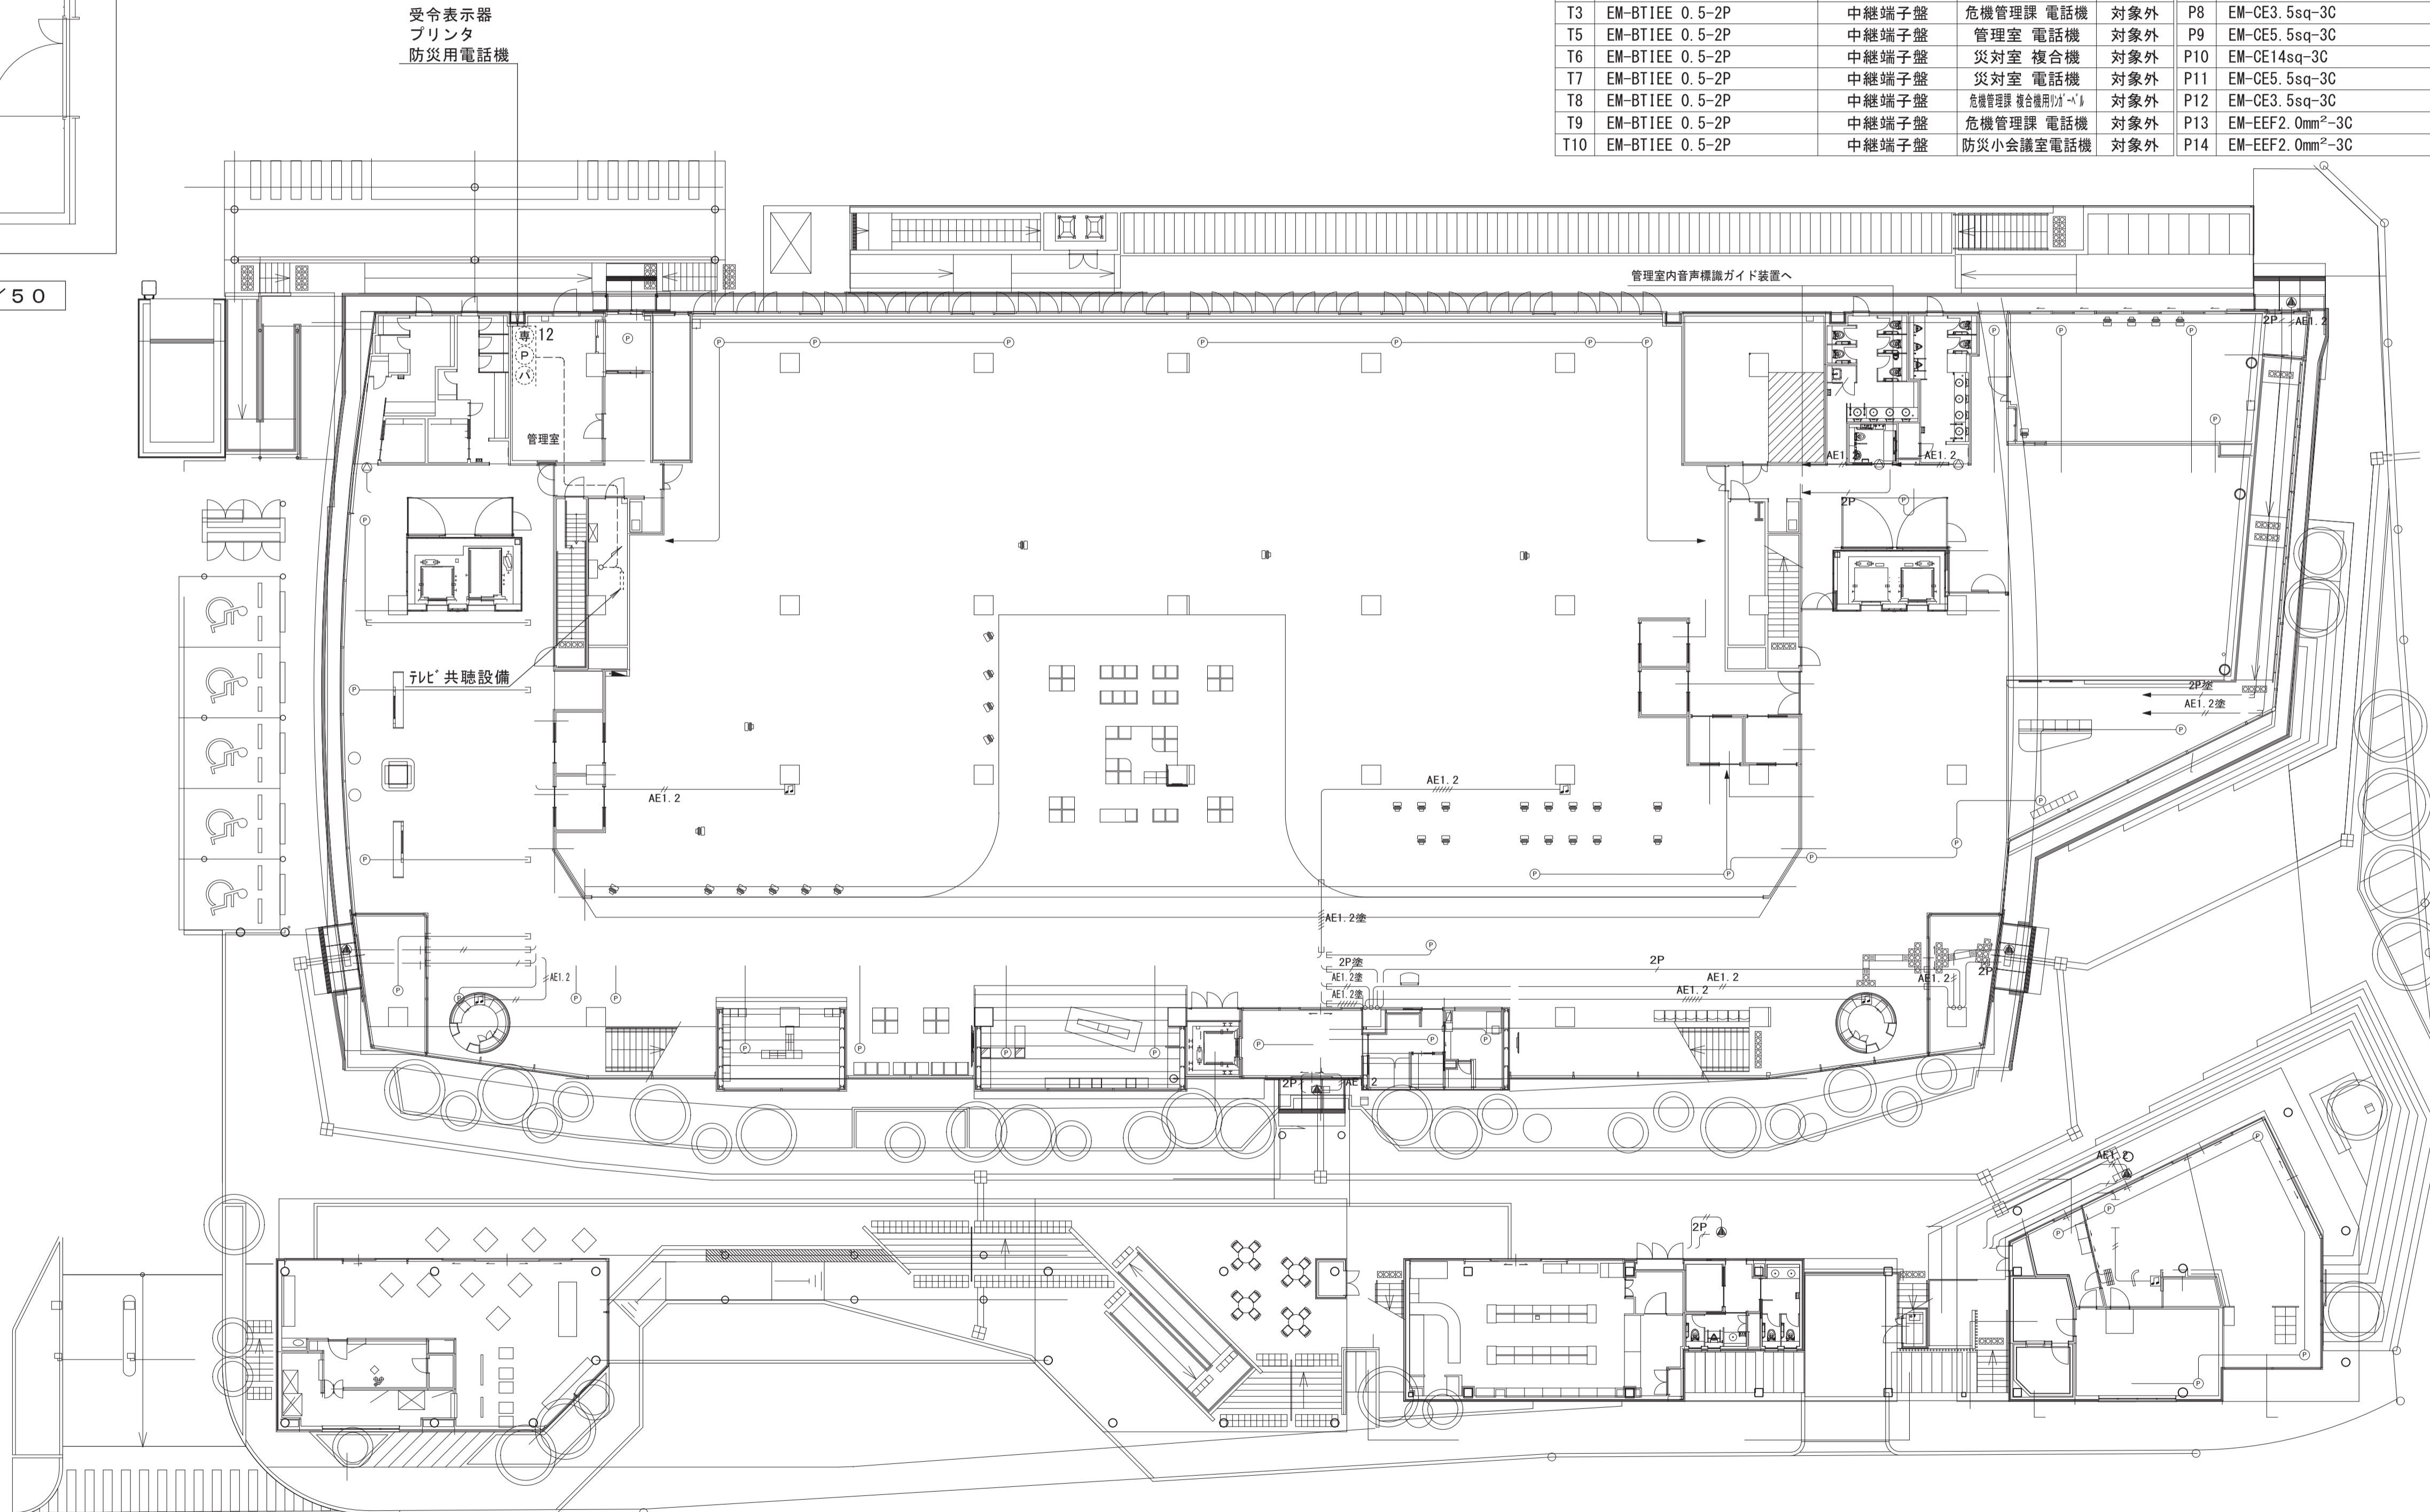 受令表示器
プリンタ
防災用電話機
T3 EM-BTIEE 0.5-2P 中継端子盤 危機管理課 電話機 対象外 P8 EM-CE3.5sq-3C
T5 EM-BTIEE 0.5-2P 中継端子盤 管理室 電話機 対象外 P9 EM-CE5.5sq-3C
T6 EM-BTIEE 0.5-2P 中継端子盤 災対室 複合機 対象外 P10 EM-CE14sq-3C
T7 EM-BTIEE 0.5-2P 中継端子盤 災対室 電話機 対象外 P11 EM-CE5.5sq-3C
T8 EM-BTIEE 0.5-2P 中継端子盤 危機管理課 複合機用ﾘﾝｶﾞｰﾍﾞﾙ 対象外 P12 EM-CE3.5sq-3C
T9 EM-BTIEE 0.5-2P 中継端子盤 危機管理課 電話機 対象外 P13 EM-EEF2.0mm²-3C
T10 EM-BTIEE 0.5-2P 中継端子盤 防災小会議室電話機 対象外 P14 EM-EEF2.0mm²-3C
/50
管理室内音声標識ガイド装置へ
専 12
P
パ
2P AE1.2
管理室
AE1.2 AE1.2
2P
ﾃﾚﾋﾞ共聴設備
2P塗
AE1.2塗
AE1.2
AE1.2
AE1.2塗
2P塗
2P
AE1.2
AE1.2塗
AE1.2
AE1.2
2P
AE1.2塗
AE1.2
2P AE1.2
AE1.2
2P